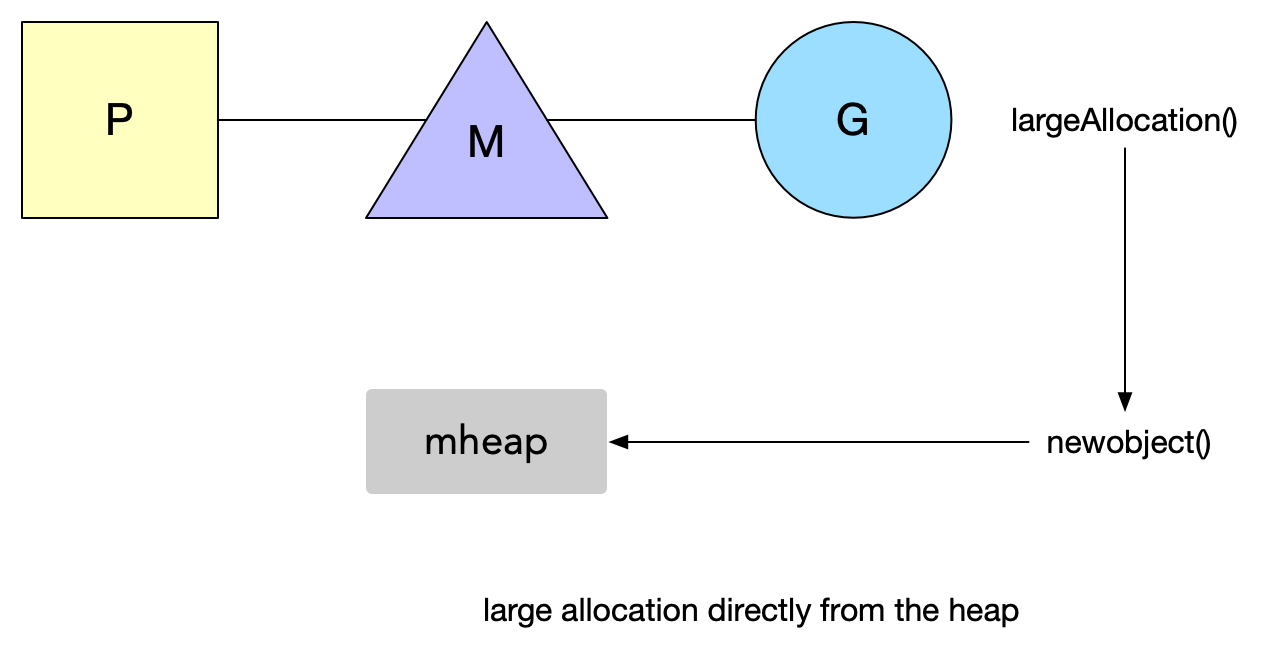 P
M
G
largeAllocation()
mheap
newobject()
large allocation directly from the heap